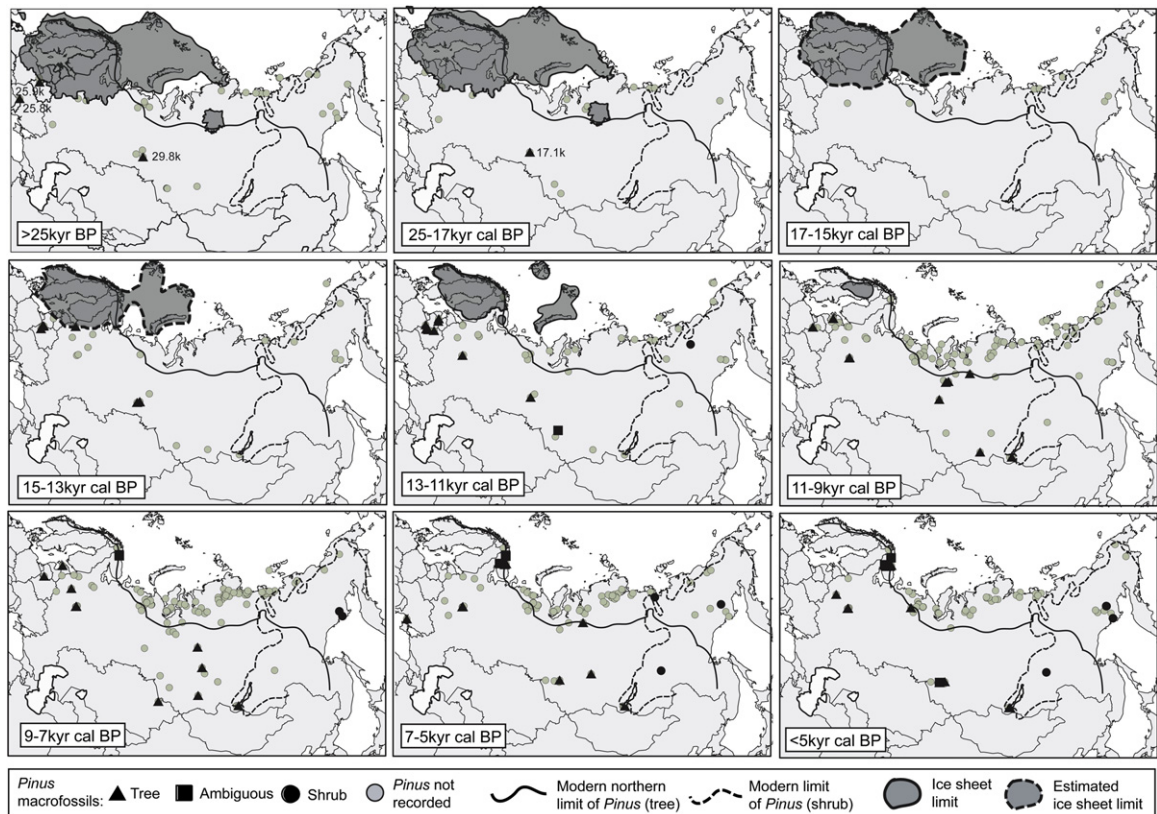 25.9k
25.8k
29.8k
>25kyr BP
17.1k
25-17kyr cal BP
17-15kyr cal BP
15-13kyr cal BP
13-11kyr cal BP
11-9kyr cal BP
9-7kyr cal BP
7-5kyr cal BP
<5kyr cal BP
Pinus
macrofossils:
Tree
Ambiguous
Shrub
Pinus not
recorded
Modern northern
limit of Pinus (tree)
Modern limit
of Pinus (shrub)
Ice sheet
limit
Estimated
ice sheet limit